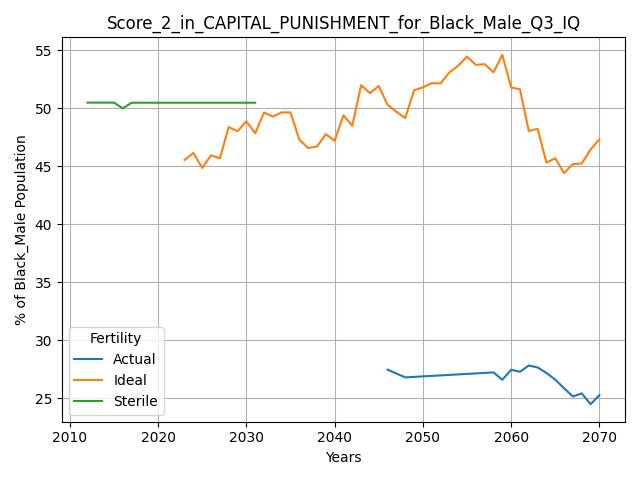 Score_2_in_CAPITAL_PUNISHMENT_for_Black_Male_Q3_IQ
% of Black_Male Population
55
50
45
40
35
30
25
Fertility
Actual
Ideal
Sterile
2010 2020 2030 2040 2050 2060 2070
Years